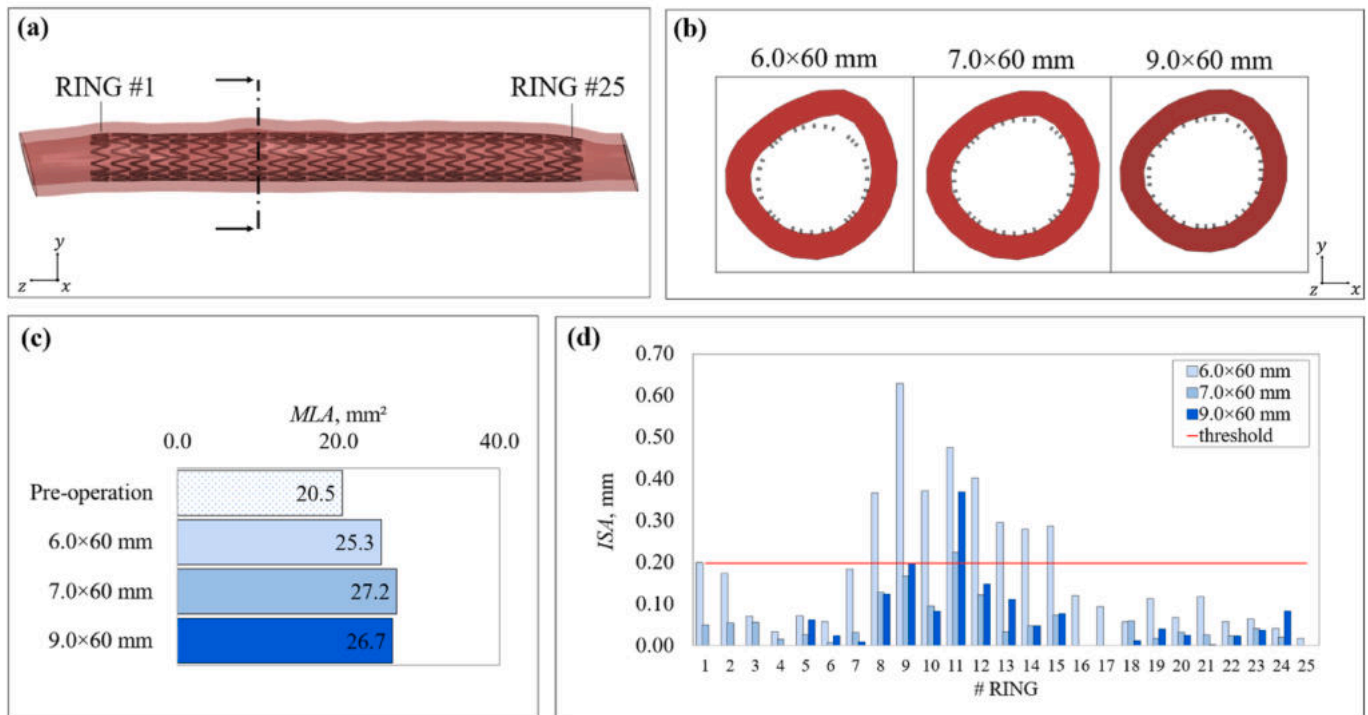 (a)
RING #1
RING #25
y
z
x
(b)
6.0×60 mm
7.0×60 mm
9.0×60 mm
y
z
x
(c)
MLA, mm²
0.0 20.0 40.0
Pre-operation 20.5
6.0×60 mm 25.3
7.0×60 mm 27.2
9.0×60 mm 26.7
(d)
0.70
0.60
0.50
0.40
0.30
0.20
0.10
0.00
ISA, mm
6.0×60 mm
7.0×60 mm
9.0×60 mm
threshold
1 2 3 4 5 6 7 8 9 10 11 12 13 14 15 16 17 18 19 20 21 22 23 24 25
# RING